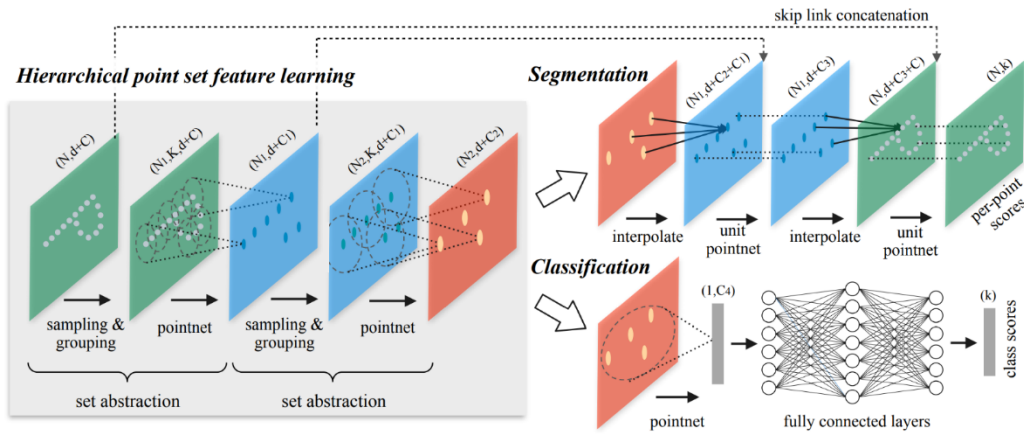 skip link concatenation
Hierarchical point set feature learning
(N,d+C)
(N1,K,d+C)
(N1,d+C1)
(N2,K,d+C1)
(N2,d+C2)
sampling &
grouping
pointnet
sampling &
grouping
pointnet
set abstraction
set abstraction
Segmentation
(N1,d+C2+C1)
(N1,d+C3)
(N,d+C3+C)
(N,k)
interpolate
unit
pointnet
interpolate
unit
pointnet
per-point
scores
Classification
(1,C4)
(k)
class scores
pointnet
fully connected layers